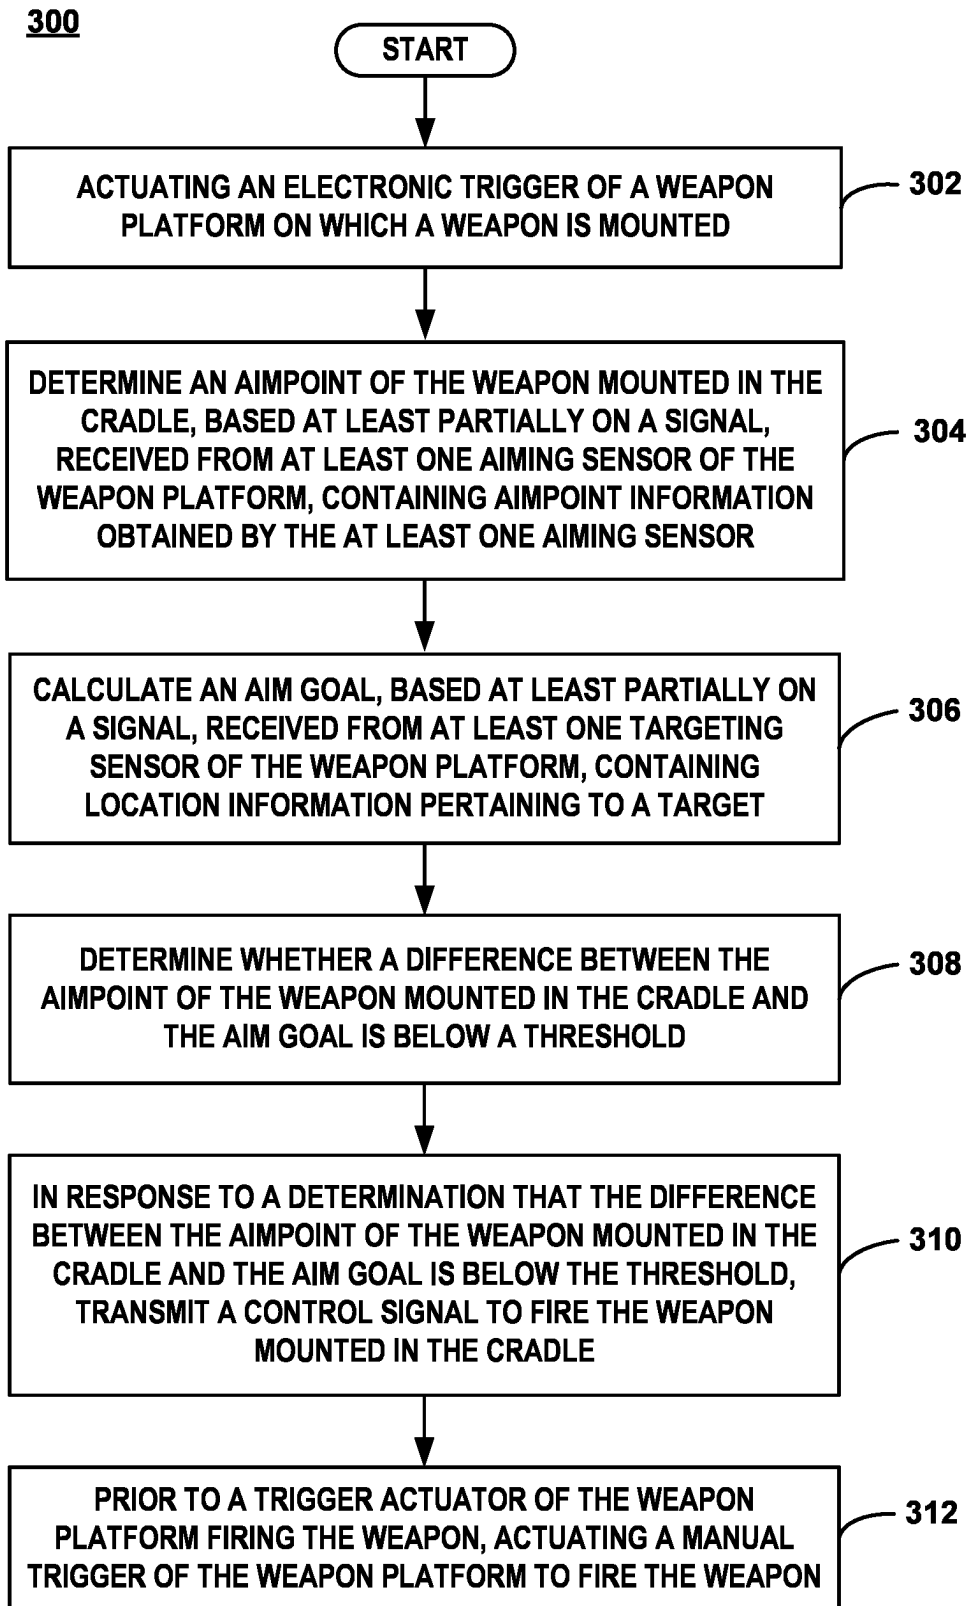 300
START
ACTUATING AN ELECTRONIC TRIGGER OF A WEAPON
PLATFORM ON WHICH A WEAPON IS MOUNTED
302
DETERMINE AN AIMPOINT OF THE WEAPON MOUNTED IN THE
CRADLE, BASED AT LEAST PARTIALLY ON A SIGNAL,
RECEIVED FROM AT LEAST ONE AIMING SENSOR OF THE
WEAPON PLATFORM, CONTAINING AIMPOINT INFORMATION
OBTAINED BY THE AT LEAST ONE AIMING SENSOR
304
CALCULATE AN AIM GOAL, BASED AT LEAST PARTIALLY ON
A SIGNAL, RECEIVED FROM AT LEAST ONE TARGETING
SENSOR OF THE WEAPON PLATFORM, CONTAINING
LOCATION INFORMATION PERTAINING TO A TARGET
306
DETERMINE WHETHER A DIFFERENCE BETWEEN THE
AIMPOINT OF THE WEAPON MOUNTED IN THE CRADLE AND
THE AIM GOAL IS BELOW A THRESHOLD
308
IN RESPONSE TO A DETERMINATION THAT THE DIFFERENCE
BETWEEN THE AIMPOINT OF THE WEAPON MOUNTED IN THE
CRADLE AND THE AIM GOAL IS BELOW THE THRESHOLD,
TRANSMIT A CONTROL SIGNAL TO FIRE THE WEAPON
MOUNTED IN THE CRADLE
310
PRIOR TO A TRIGGER ACTUATOR OF THE WEAPON
PLATFORM FIRING THE WEAPON, ACTUATING A MANUAL
TRIGGER OF THE WEAPON PLATFORM TO FIRE THE WEAPON
312